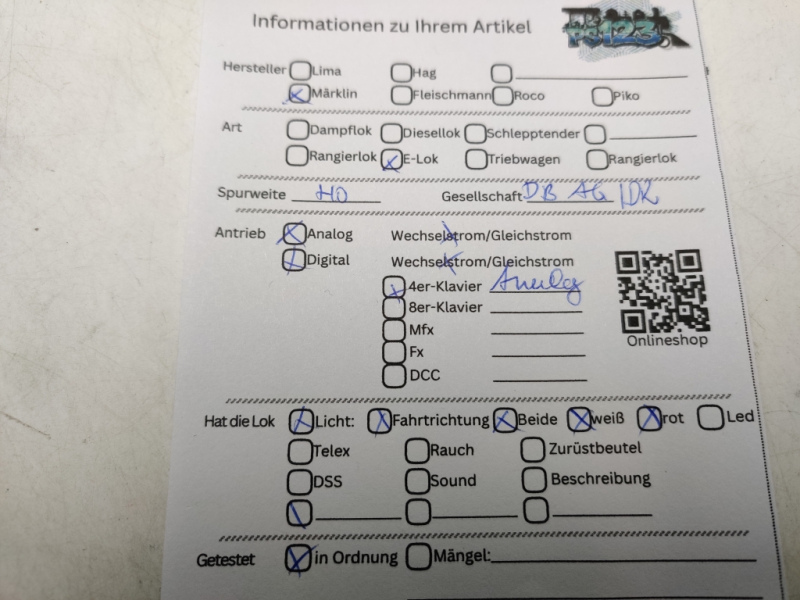 Informationen zu Ihrem Artikel
PS123
Hersteller Lima Hag
Märklin Fleischmann Roco Piko
Art Dampflok Diesellok Schlepptender
Rangierlok E-Lok Triebwagen Rangierlok
Spurweite HO Gesellschaft DB AG / DR
Antrieb Analog Wechselstrom/Gleichstrom
Digital Wechselstrom/Gleichstrom
4er-Klavier Analog
8er-Klavier
Mfx
Fx
DCC
Onlineshop
Hat die Lok Licht: Fahrtrichtung Beide weiß rot Led
Telex Rauch Zurüstbeutel
DSS Sound Beschreibung
Getestet in Ordnung Mängel: